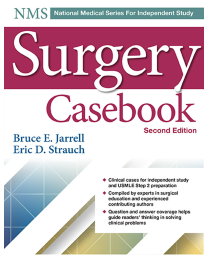 NMS National Medical Series For Independent Study
Surgery
Casebook
Second Edition
Bruce E. Jarrell
Eric D. Strauch
Clinical cases for independent study
and USMLE Step 2 preparation
Compiled by experts in surgical
education and experienced
contributing authors
Question and answer coverage helps
guide readers' thinking in solving
clinical problems